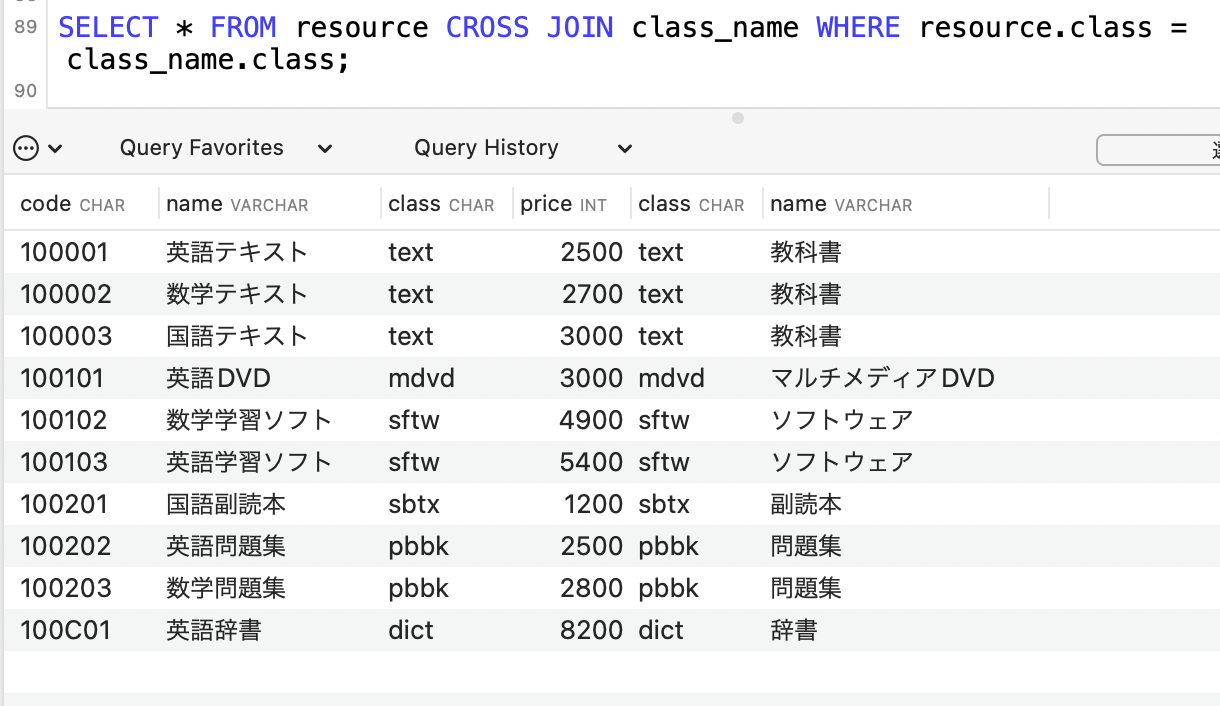 89 SELECT * FROM resource CROSS JOIN class_name WHERE resource.class =
class_name.class;
90
Query Favorites Query History
code CHAR name VARCHAR class CHAR price INT class CHAR name VARCHAR
100001 英語テキスト text 2500 text 教科書
100002 数学テキスト text 2700 text 教科書
100003 国語テキスト text 3000 text 教科書
100101 英語DVD mdvd 3000 mdvd マルチメディアDVD
100102 数学学習ソフト sftw 4900 sftw ソフトウェア
100103 英語学習ソフト sftw 5400 sftw ソフトウェア
100201 国語副読本 sbtx 1200 sbtx 副読本
100202 英語問題集 pbbk 2500 pbbk 問題集
100203 数学問題集 pbbk 2800 pbbk 問題集
100C01 英語辞書 dict 8200 dict 辞書